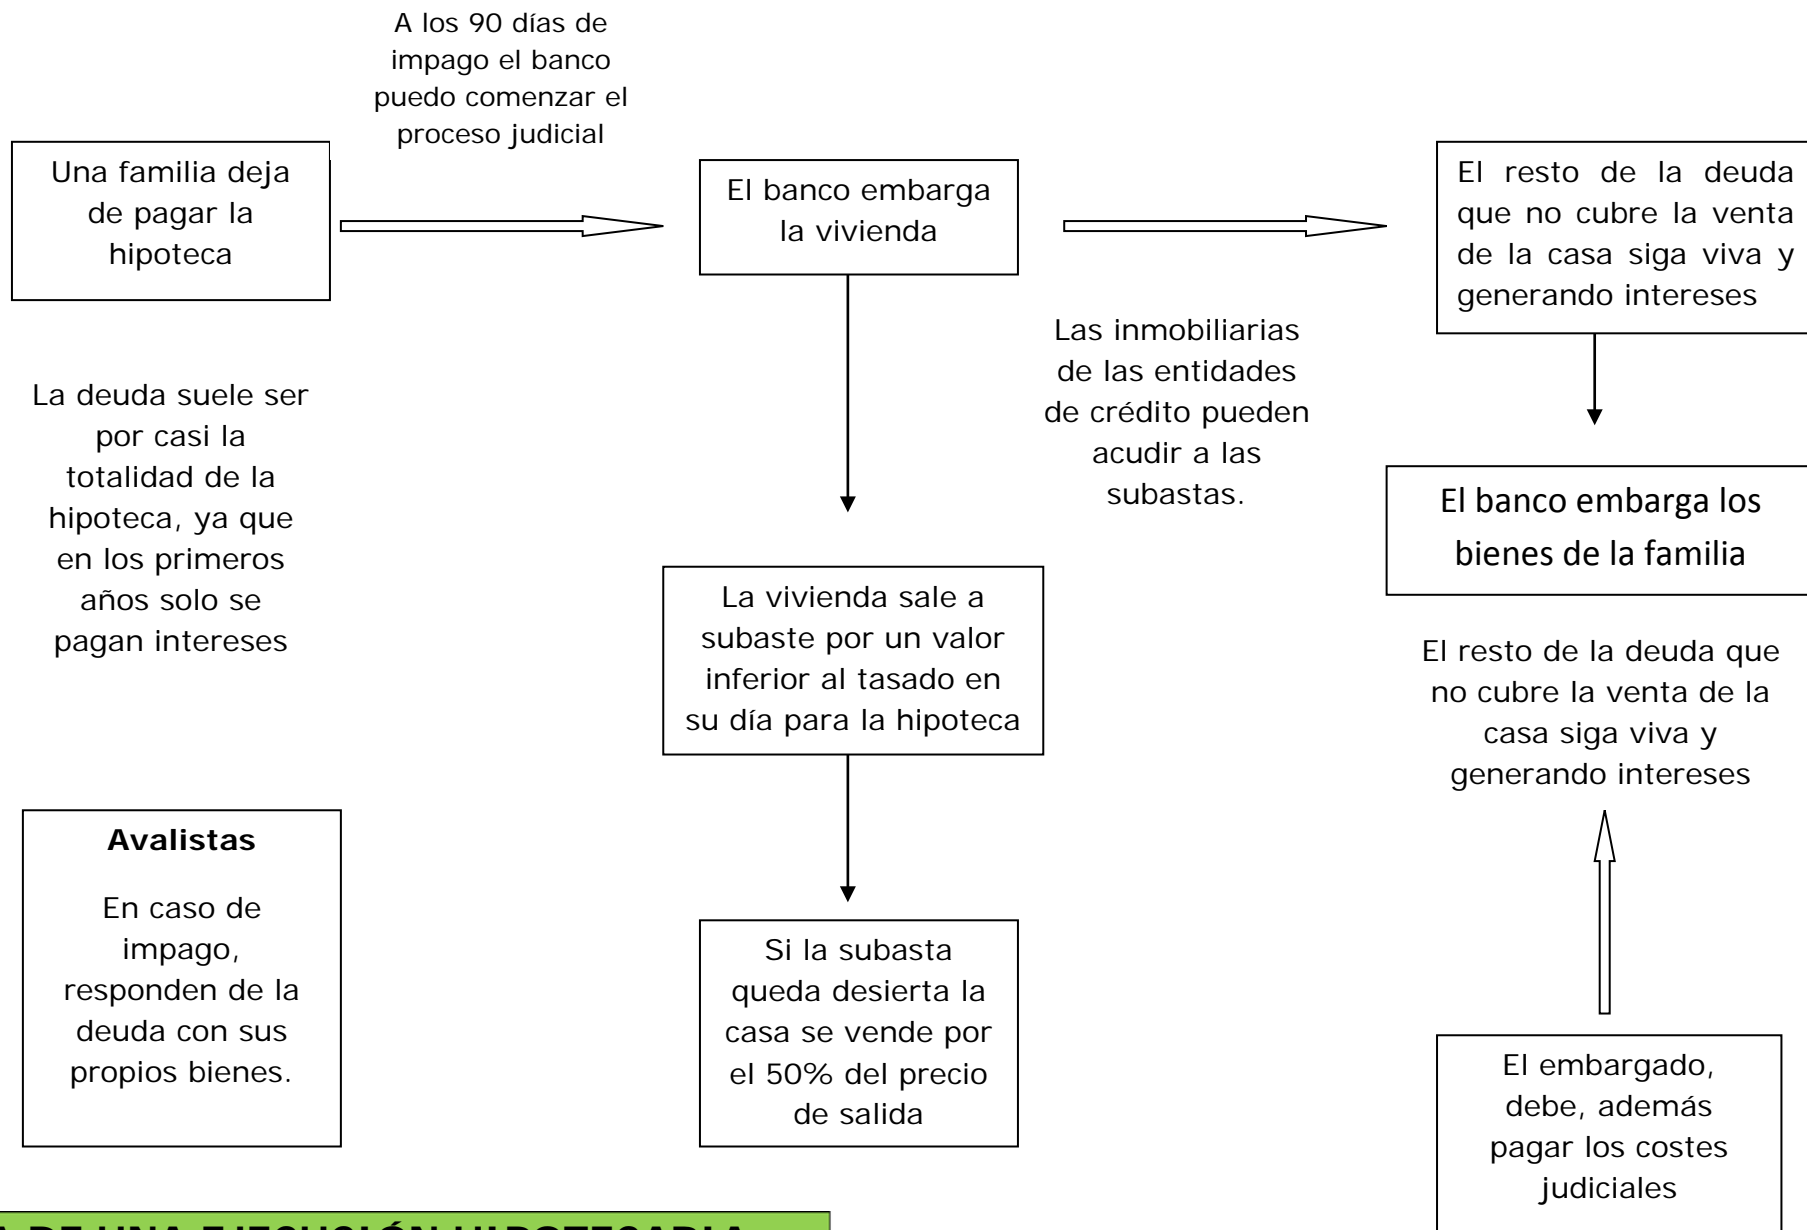 A los 90 días de
impago el banco
puedo comenzar el
proceso judicial
Una familia deja
de pagar la
hipoteca
El banco embarga
la vivienda
El resto de la deuda
que no cubre la venta
de la casa siga viva y
generando intereses
La deuda suele ser
por casi la
totalidad de la
hipoteca, ya que
en los primeros
años solo se
pagan intereses
Las inmobiliarias
de las entidades
de crédito pueden
acudir a las
subastas.
El banco embarga los
bienes de la familia
La vivienda sale a
subaste por un valor
inferior al tasado en
su día para la hipoteca
El resto de la deuda que
no cubre la venta de la
casa siga viva y
generando intereses
Avalistas
En caso de
impago,
responden de la
deuda con sus
propios bienes.
Si la subasta
queda desierta la
casa se vende por
el 50% del precio
de salida
El embargado,
debe, además
pagar los costes
judiciales
DE UNA EJECUCIÓN HIPOTECARIA